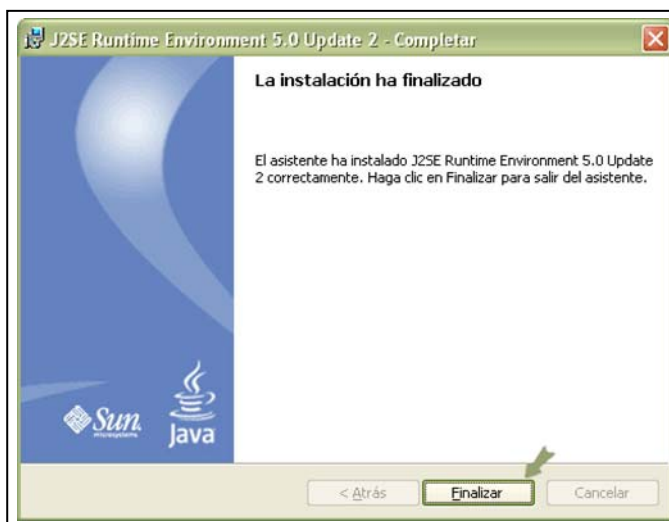 J2SE Runtime Environment 5.0 Update 2 - Completar
La instalación ha finalizado
El asistente ha instalado J2SE Runtime Environment 5.0 Update
2 correctamente. Haga clic en Finalizar para salir del asistente.
Sun
microsystems
Java
< Atrás
Finalizar
Cancelar